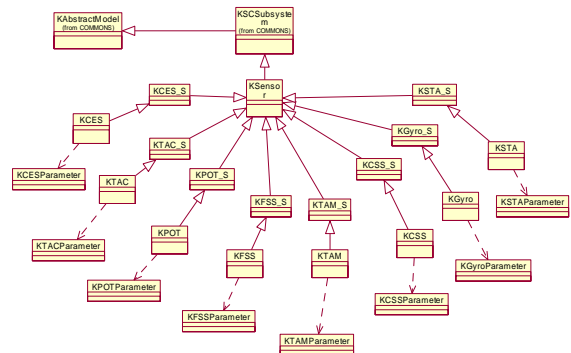 KAbstractModel
(from COMMONS)
KSCSubsyste
m
(from COMMONS)
KCES_S
KSenso
r
KSTA_S
KCES
KTAC_S
KGyro_S
KSTA
KPOT_S
KCSS_S
KCESParameter
KTAC
KFSS_S
KTAM_S
KGyro
KSTAParameter
KTACParameter
KPOT
KFSS
KTAM
KCSS
KGyroParameter
KPOTParameter
KCSSParameter
KFSSParameter
KTAMParameter